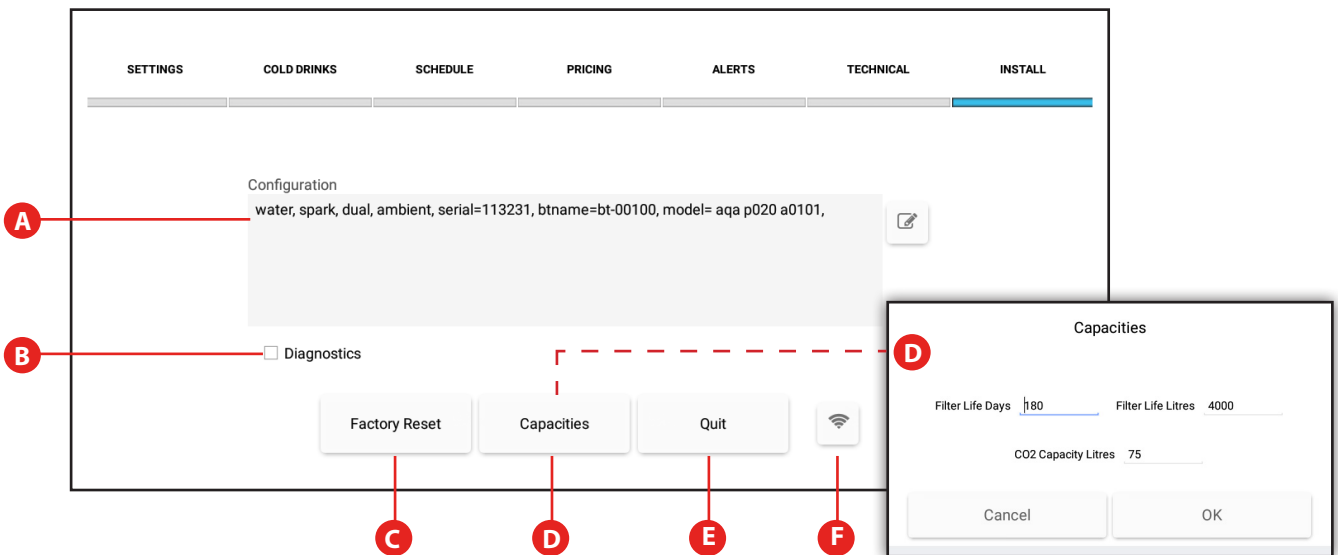 SETTINGS COLD DRINKS SCHEDULE PRICING ALERTS TECHNICAL INSTALL
Configuration
A
water, spark, dual, ambient, serial=113231, btname=bt-00100, model= aqa p020 a0101,
B
Diagnostics
Factory Reset Capacities Quit
C D E F
Capacities
D
Filter Life Days 180 Filter Life Litres 4000
CO2 Capacity Litres 75
Cancel OK